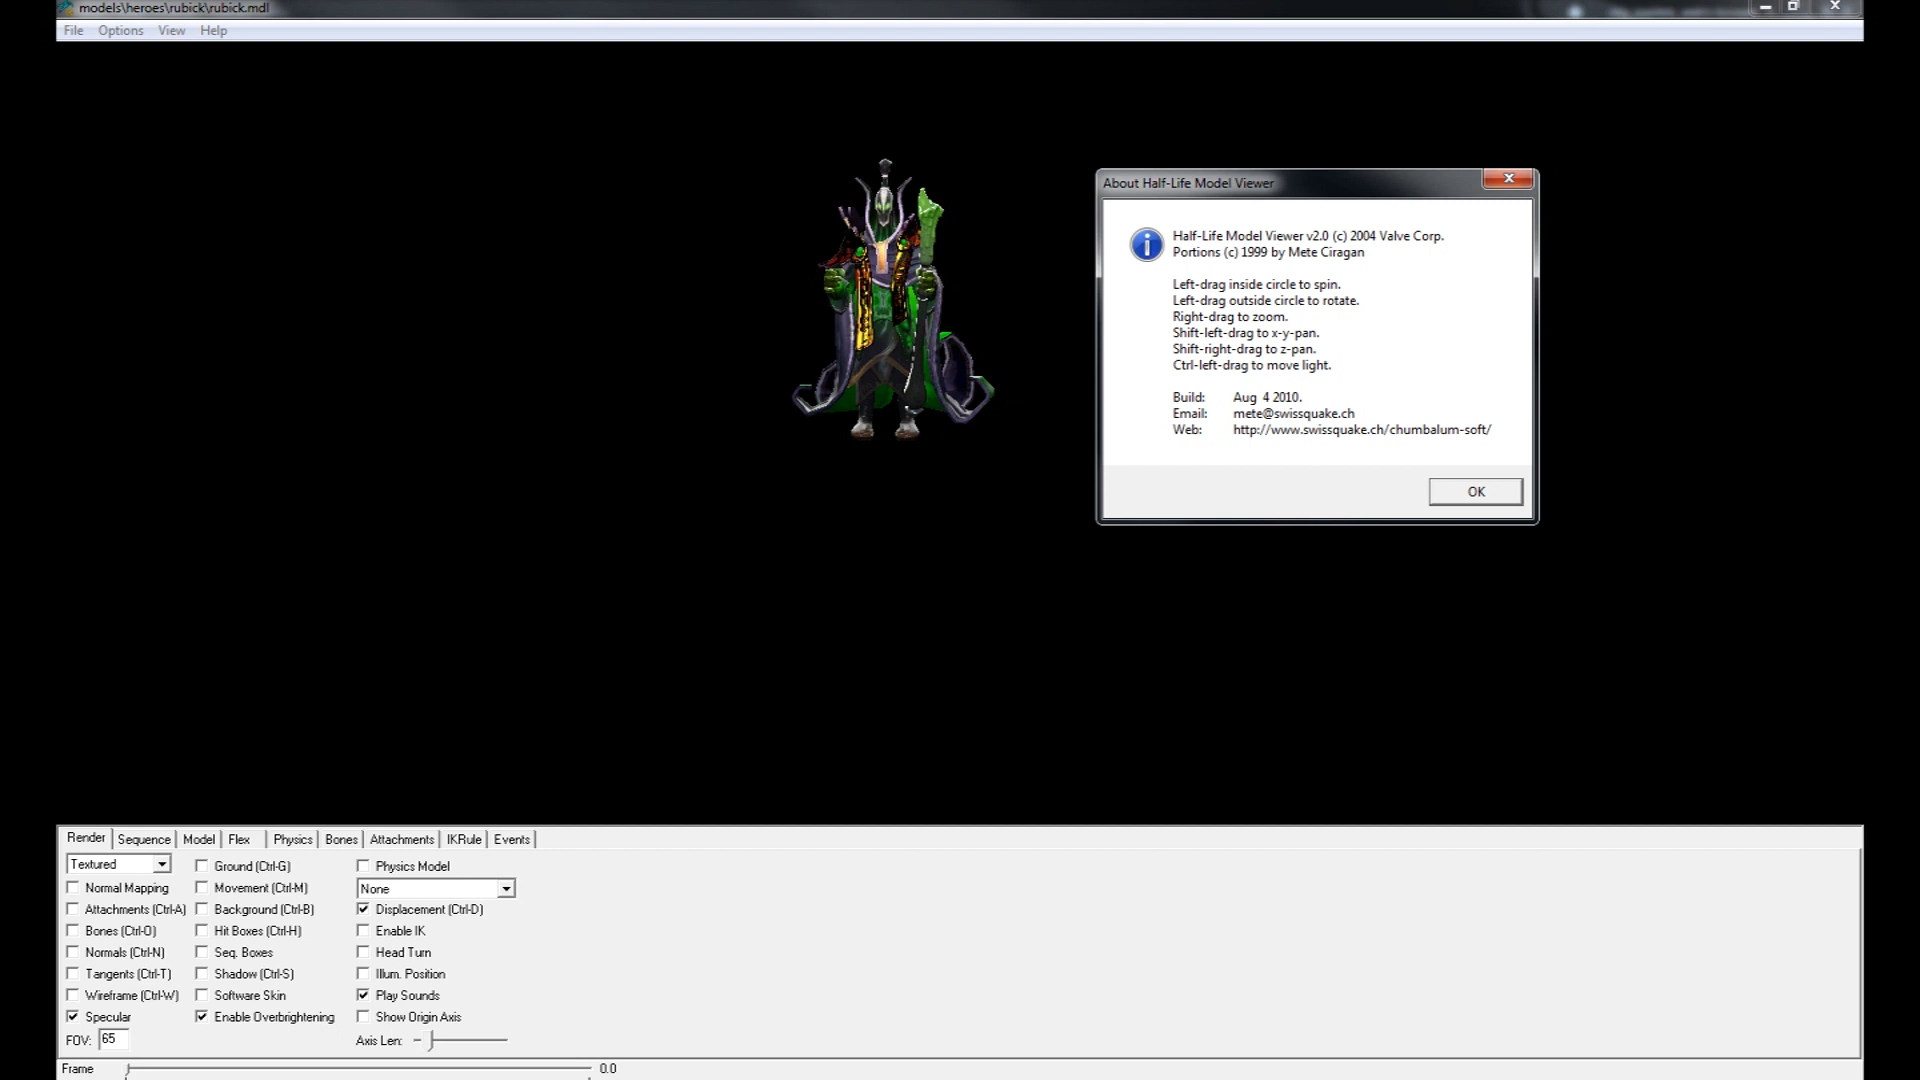 models\heroes\rubick\rubick.mdl
File Options View Help
About Half-Life Model Viewer
Half-Life Model Viewer v2.0 (c) 2004 Valve Corp.
Portions (c) 1999 by Mete Ciragan
Left-drag inside circle to spin.
Left-drag outside circle to rotate.
Right-drag to zoom.
Shift-left-drag to x-y-pan.
Shift-right-drag to z-pan.
Ctrl-left-drag to move light.
Build: Aug 4 2010.
Email: mete@swissquake.ch
Web: http://www.swissquake.ch/chumbalum-soft/
OK
Render Sequence Model Flex Physics Bones Attachments IKRule Events
Textured Ground (Ctrl-G) Physics Model
Normal Mapping Movement (Ctrl-M) None
Attachments (Ctrl-A) Background (Ctrl-B) Displacement (Ctrl-D)
Bones (Ctrl-O) Hit Boxes (Ctrl-H) Enable IK
Normals (Ctrl-N) Seq. Boxes Head Turn
Tangents (Ctrl-T) Shadow (Ctrl-S) Illum. Position
Wireframe (Ctrl-W) Software Skin Play Sounds
Specular Enable Overbrightening Show Origin Axis
FOV: 65 Axis Len:
Frame 0.0